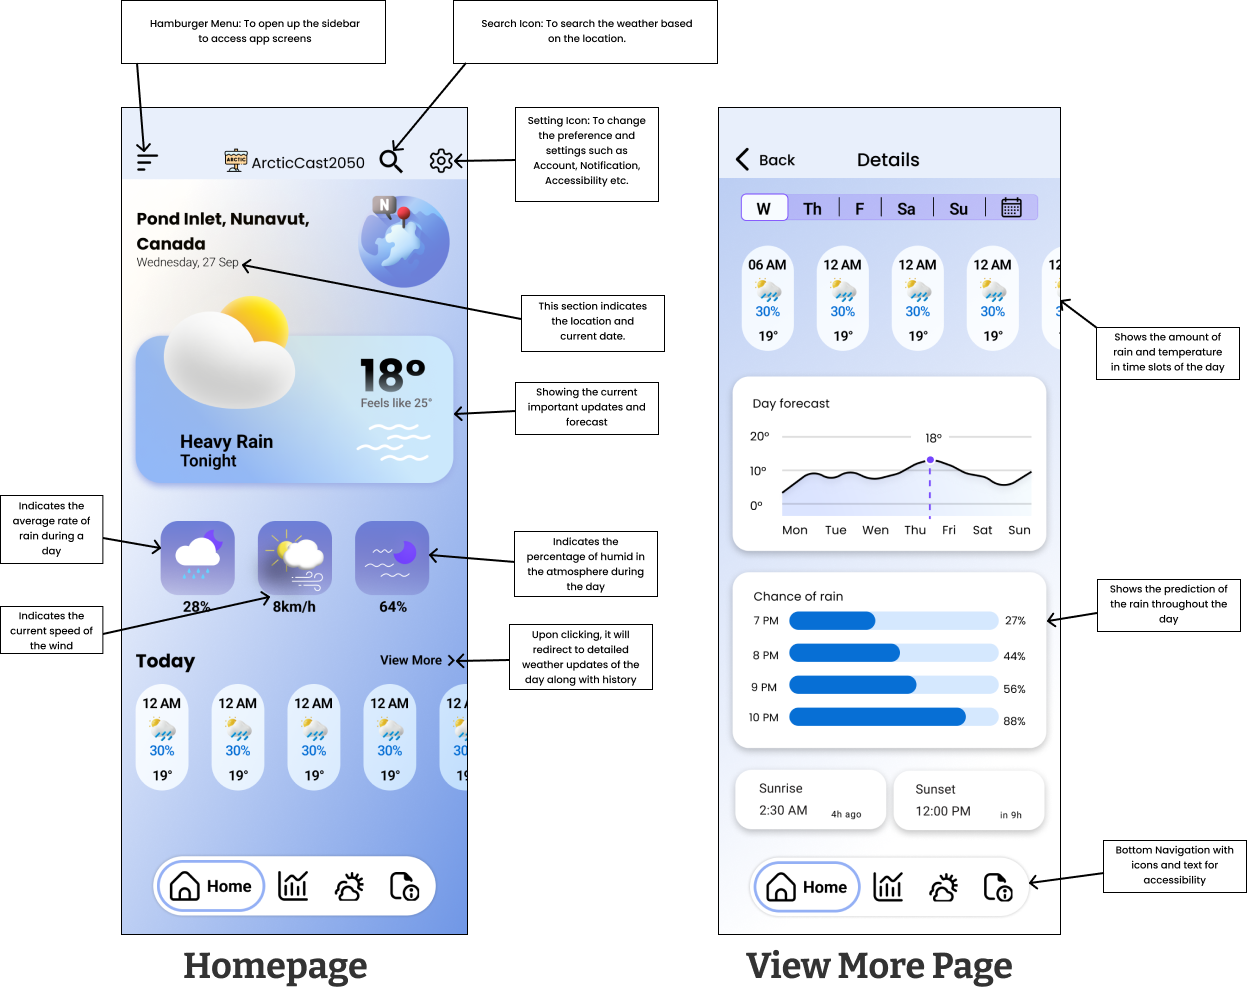 Hamburger Menu: To open up the sidebar
to access app screens
Search Icon: To search the weather based
on the location.
Setting Icon: To change
the preference and
settings such as
Account, Notification,
Accessibility etc.
ARCTIC
ArcticCast2050
Pond Inlet, Nunavut,
Canada
Wednesday, 27 Sep
N
This section indicates
the location and
current date.
18°
Feels like 25°
Heavy Rain
Tonight
Showing the current
important updates and
forecast
Indicates the
average rate of
rain during a
day
28%
8km/h
64%
Indicates the
percentage of humid in
the atmosphere during
the day
Indicates the
current speed of
the wind
Upon clicking, it will
redirect to detailed
weather updates of the
day along with history
Today
View More
12 AM 12 AM 12 AM 12 AM 12 A
30% 30% 30% 30% 30
19° 19° 19° 19° 19
Home
Homepage
Back
Details
W Th F Sa Su
06 AM 12 AM 12 AM 12 AM 12
30% 30% 30% 30% 3
19° 19° 19° 19°
Shows the amount of
rain and temperature
in time slots of the day
Day forecast
20°
18°
10°
0°
Mon Tue Wen Thu Fri Sat Sun
Chance of rain
7 PM 27%
8 PM 44%
9 PM 56%
10 PM 88%
Shows the prediction of
the rain throughout the
day
Sunrise
2:30 AM 4h ago
Sunset
12:00 PM in 9h
Home
Bottom Navigation with
icons and text for
accessibility
View More Page